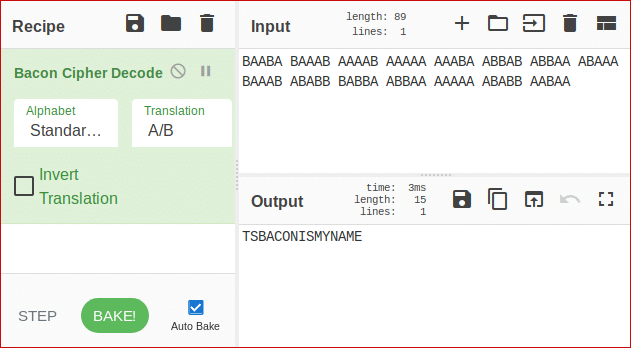 Recipe
Bacon Cipher Decode
Alphabet
Standar...
Translation
A/B
Invert
Translation
STEP
BAKE!
Auto Bake
Input
length: 89
lines: 1
BAABA BAAAB AAAAB AAAAA AAABA ABBAB ABBAA ABAAA
BAAAB ABABB BABBA ABBAA AAAAA ABABB AABAA
Output
time: 3ms
length: 15
lines: 1
TSBACONISMYNAME